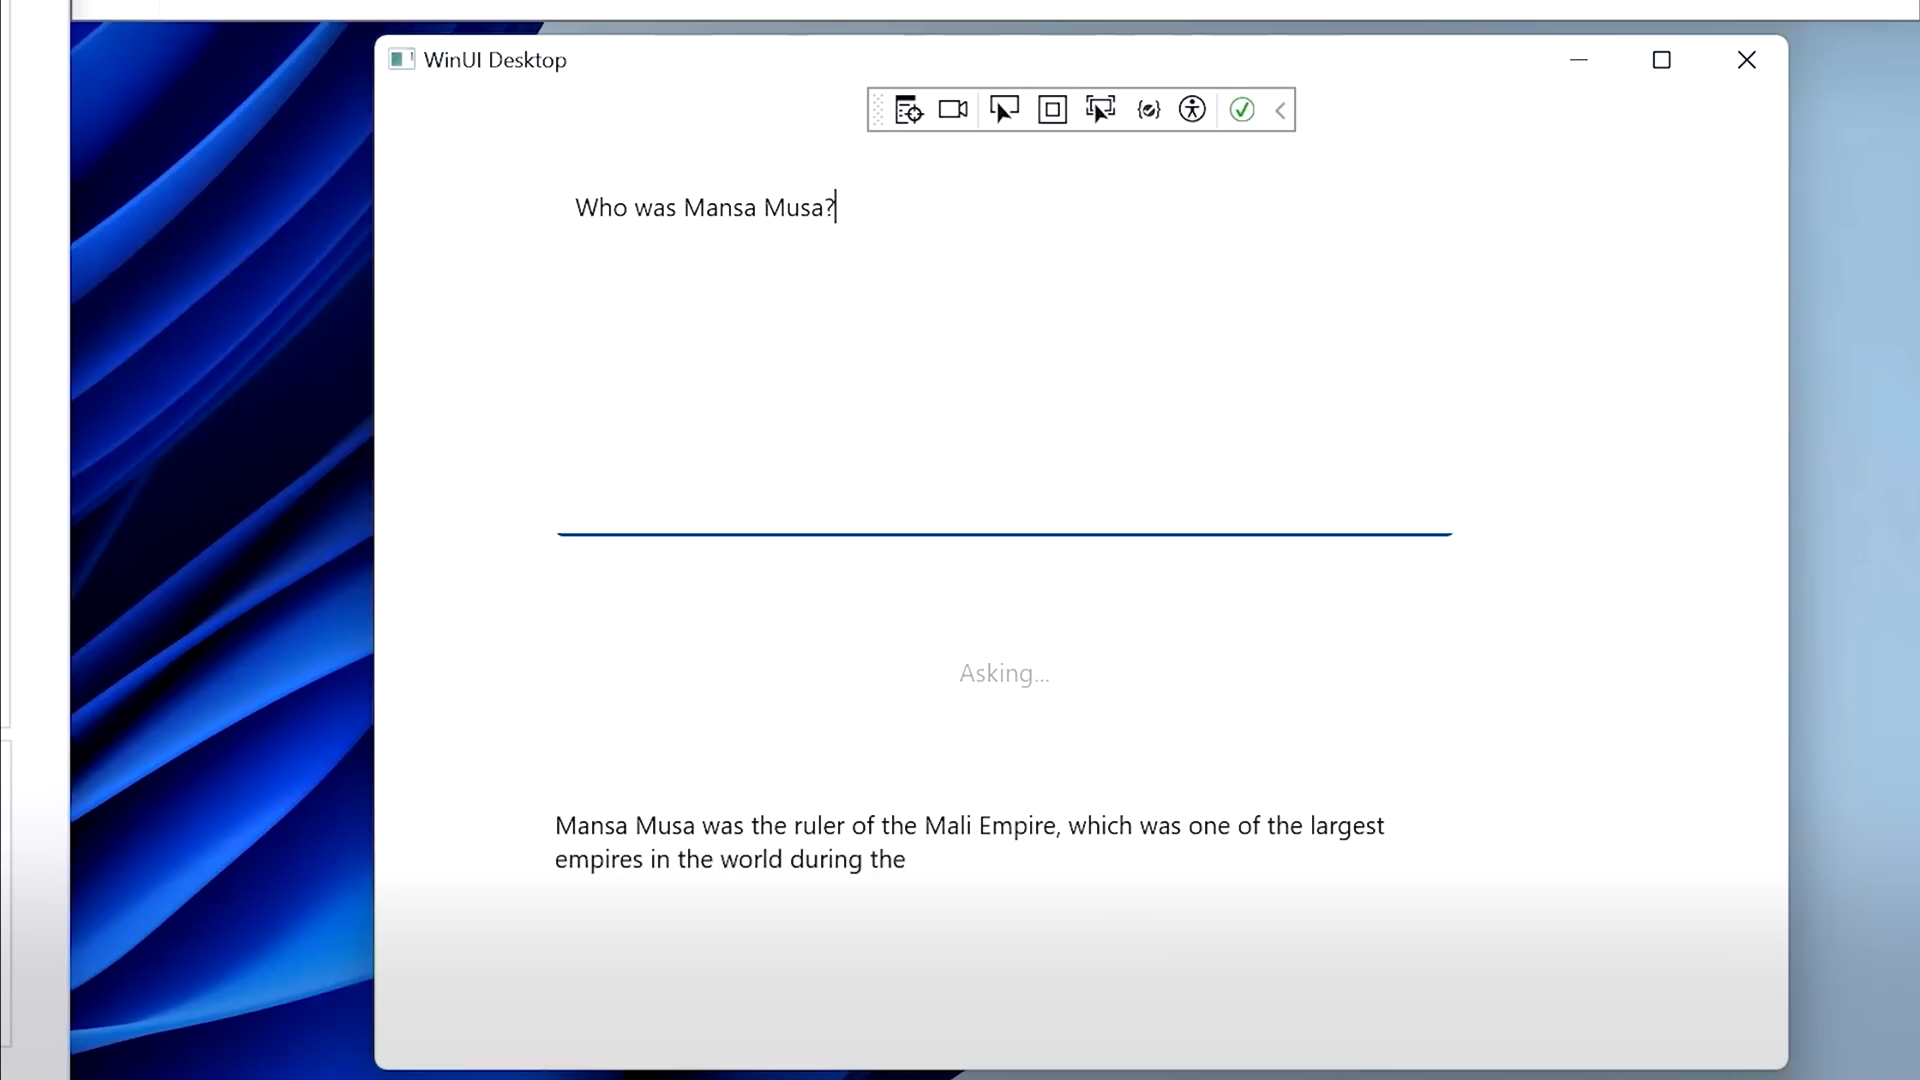 WinUI Desktop
Who was Mansa Musa?
Asking...
Mansa Musa was the ruler of the Mali Empire, which was one of the largest
empires in the world during the